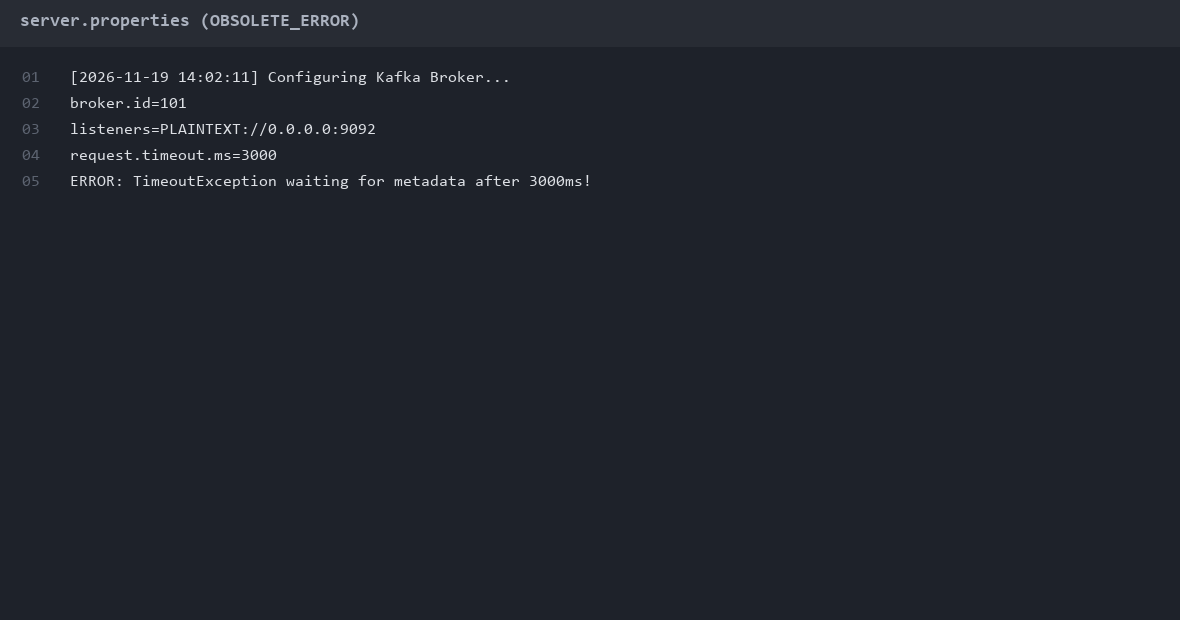 server.properties (OBSOLETE_ERROR)
01 [2026-11-19 14:02:11] Configuring Kafka Broker...
02 broker.id=101
03 listeners=PLAINTEXT://0.0.0.0:9092
04 request.timeout.ms=3000
05 ERROR: TimeoutException waiting for metadata after 3000ms!